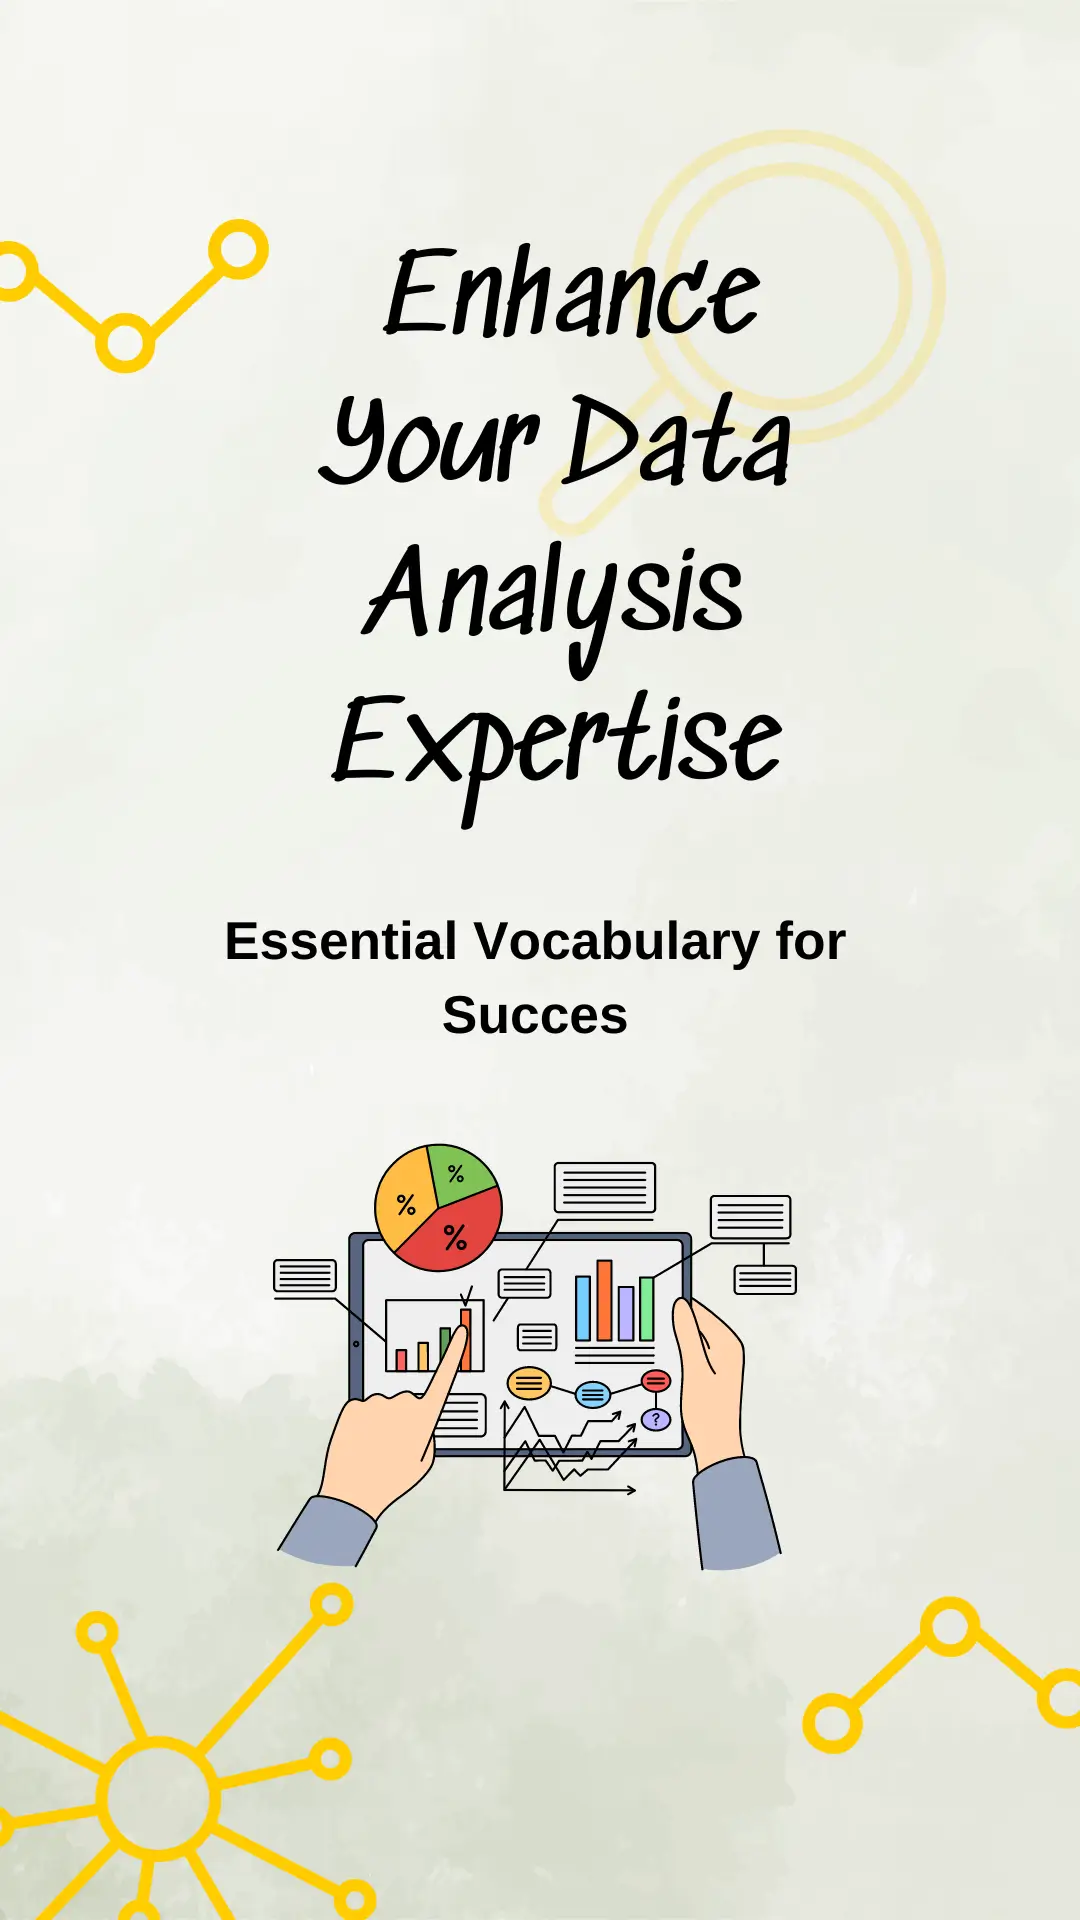 Enhance
Your Data
Analysis
Expertise
Essential Vocabulary for
Succes
%
%
%
?